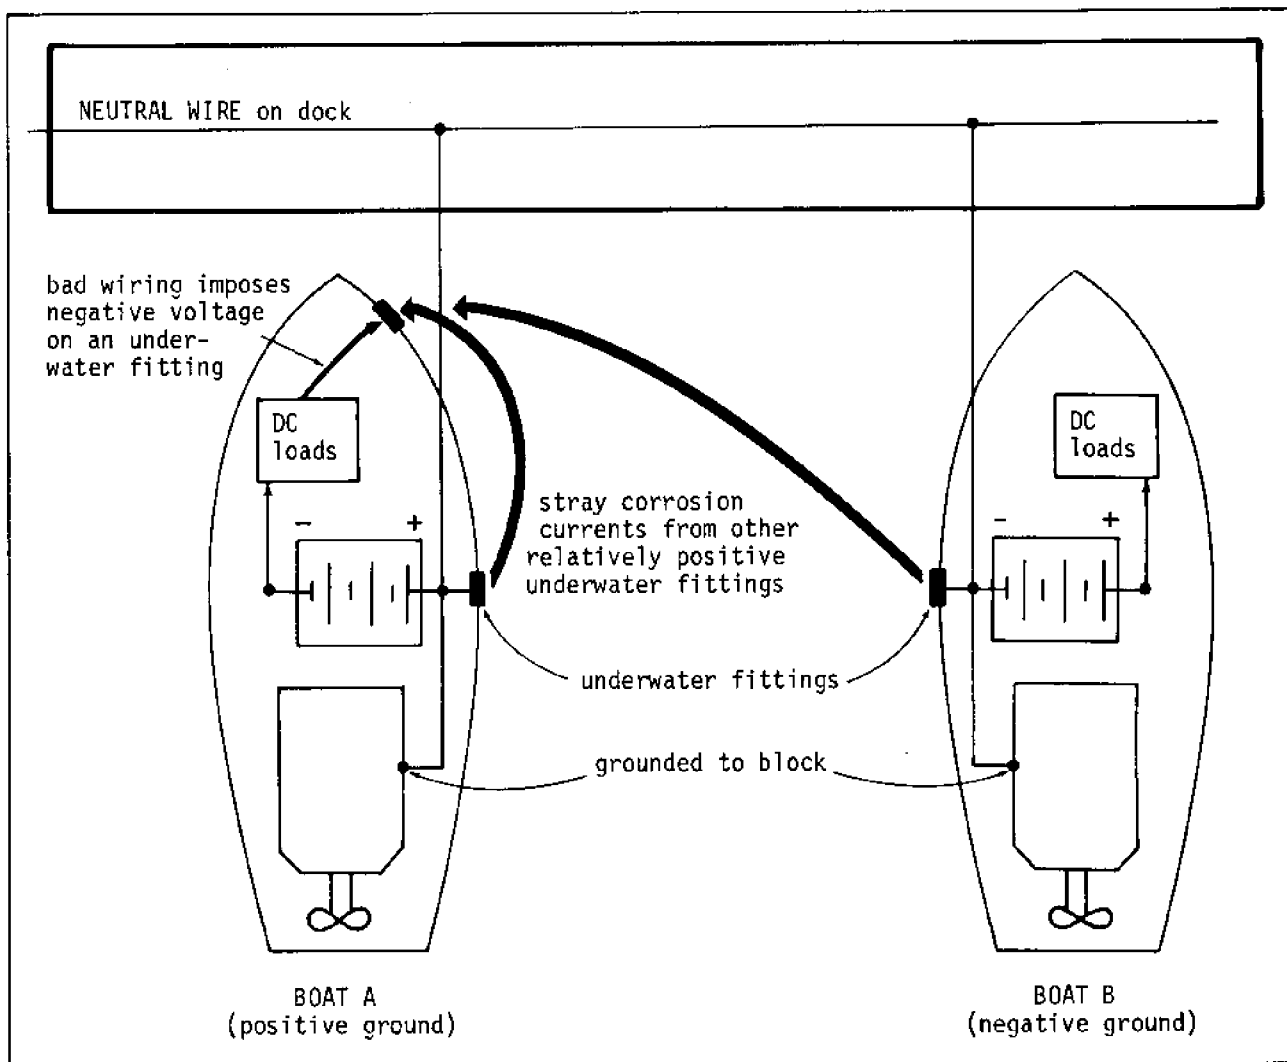 NEUTRAL WIRE on dock
bad wiring imposes
negative voltage
on an under-
water fitting
DC
loads
DC
loads
- +
- +
stray corrosion
currents from other
relatively positive
underwater fittings
underwater fittings
grounded to block
BOAT A
(positive ground)
BOAT B
(negative ground)